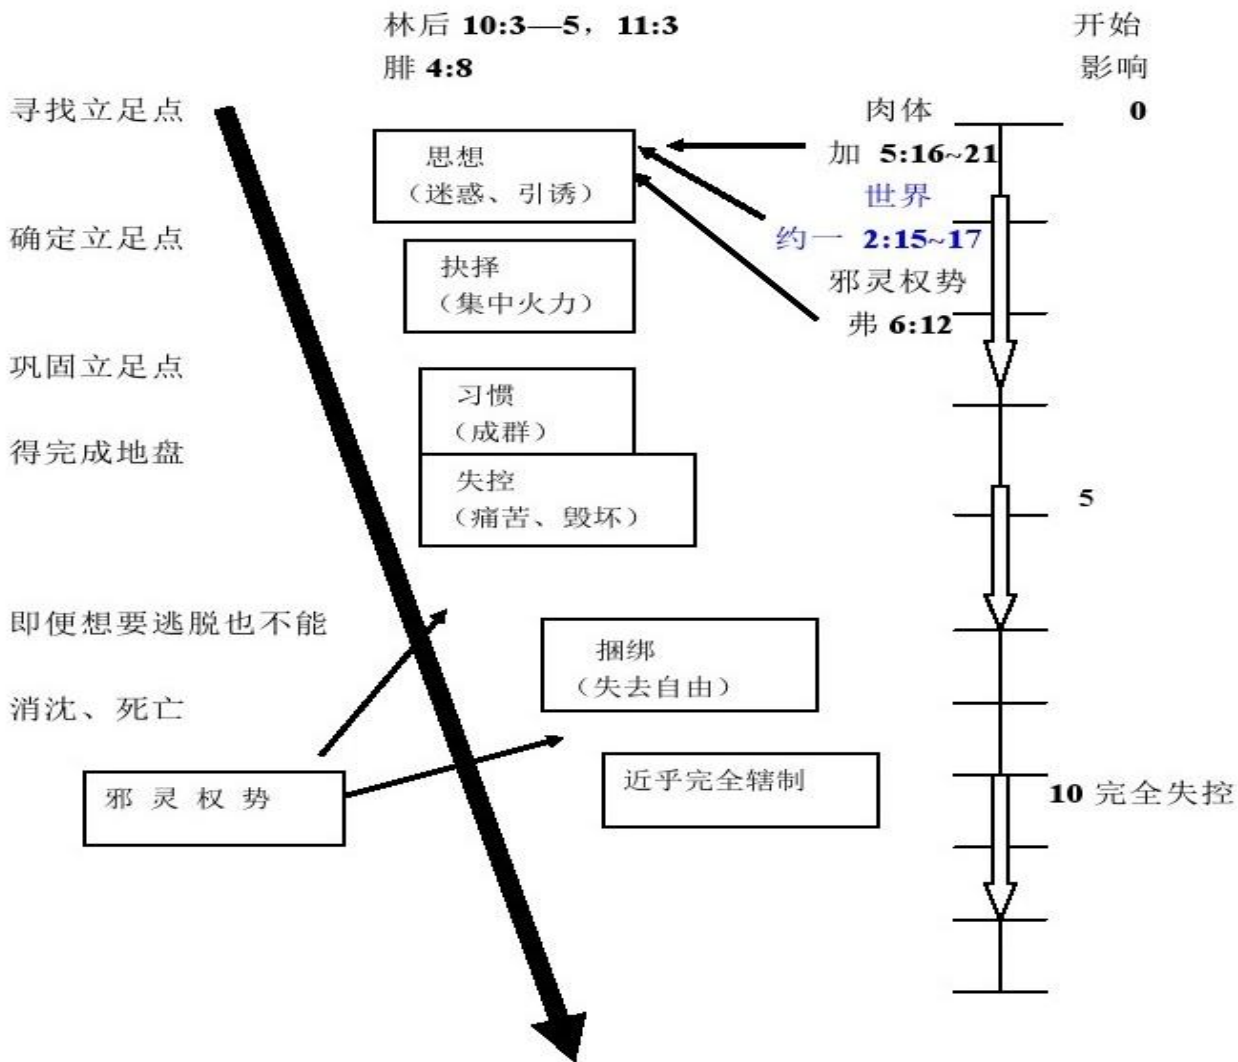 林后 10:3—5，11:3
腓 4:8
开始
影响
0
寻找立足点
确定立足点
巩固立足点
得完成地盘
即便想要逃脱也不能
消沈、死亡
邪 灵 权 势
思想
（迷惑、引诱）
抉择
（集中火力）
习惯
（成群）
失控
（痛苦、毁坏）
捆绑
（失去自由）
近乎完全辖制
肉体
加 5:16~21
世界
约一 2:15~17
邪灵权势
弗 6:12
5
10 完全失控